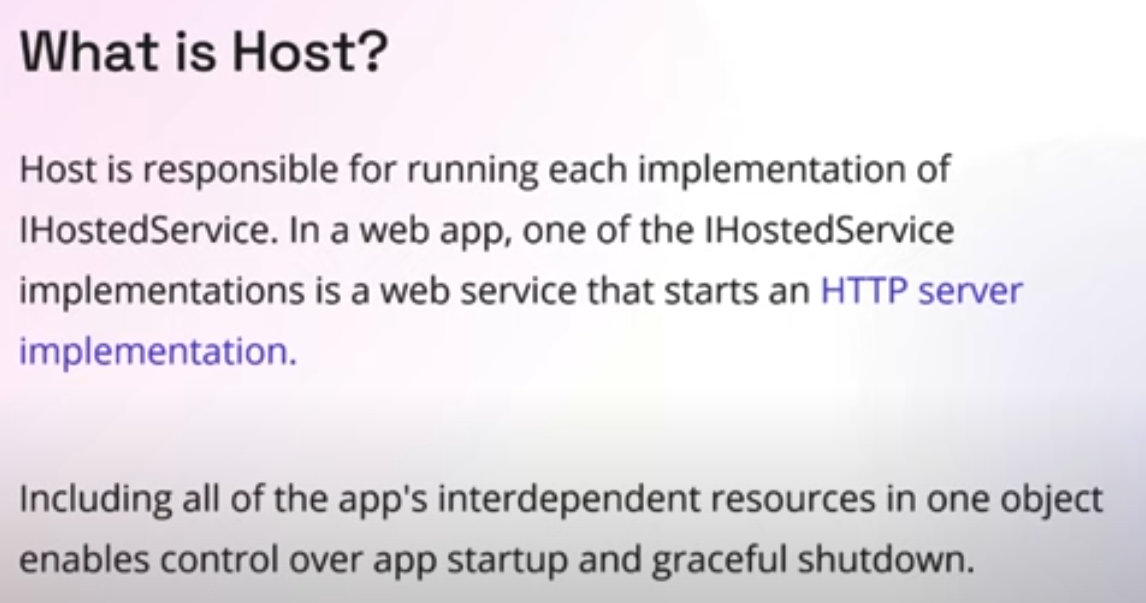 What is Host?
Host is responsible for running each implementation of
IHostedService. In a web app, one of the IHostedService
implementations is a web service that starts an HTTP server
implementation.
Including all of the app's interdependent resources in one object
enables control over app startup and graceful shutdown.